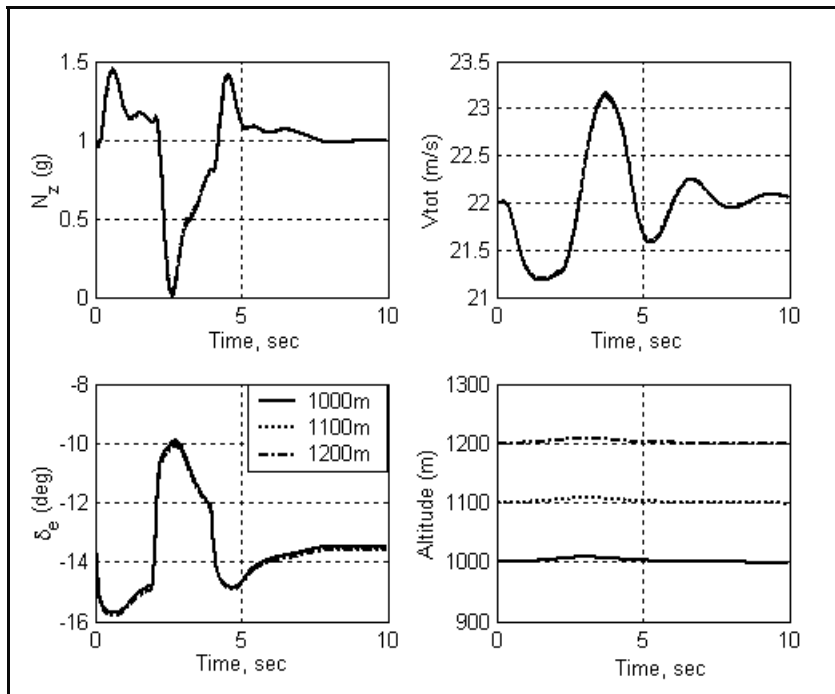 1.5
1
0.5
0
N_z (g)
0
5
10
Time, sec
23.5
23
22.5
22
21.5
21
Vtot (m/s)
0
5
10
Time, sec
-8
-10
-12
-14
-16
δ_e (deg)
1000m
1100m
1200m
0
5
10
Time, sec
1300
1200
1100
1000
900
Altitude (m)
0
5
10
Time, sec